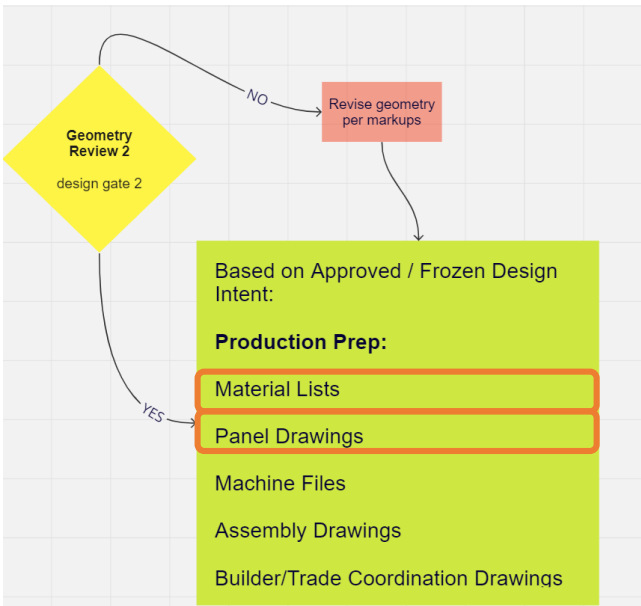 NO
Revise geometry
per markups
Geometry
Review 2
design gate 2
Based on Approved / Frozen Design
Intent:
Production Prep:
Material Lists
YES
Panel Drawings
Machine Files
Assembly Drawings
Builder/Trade Coordination Drawings